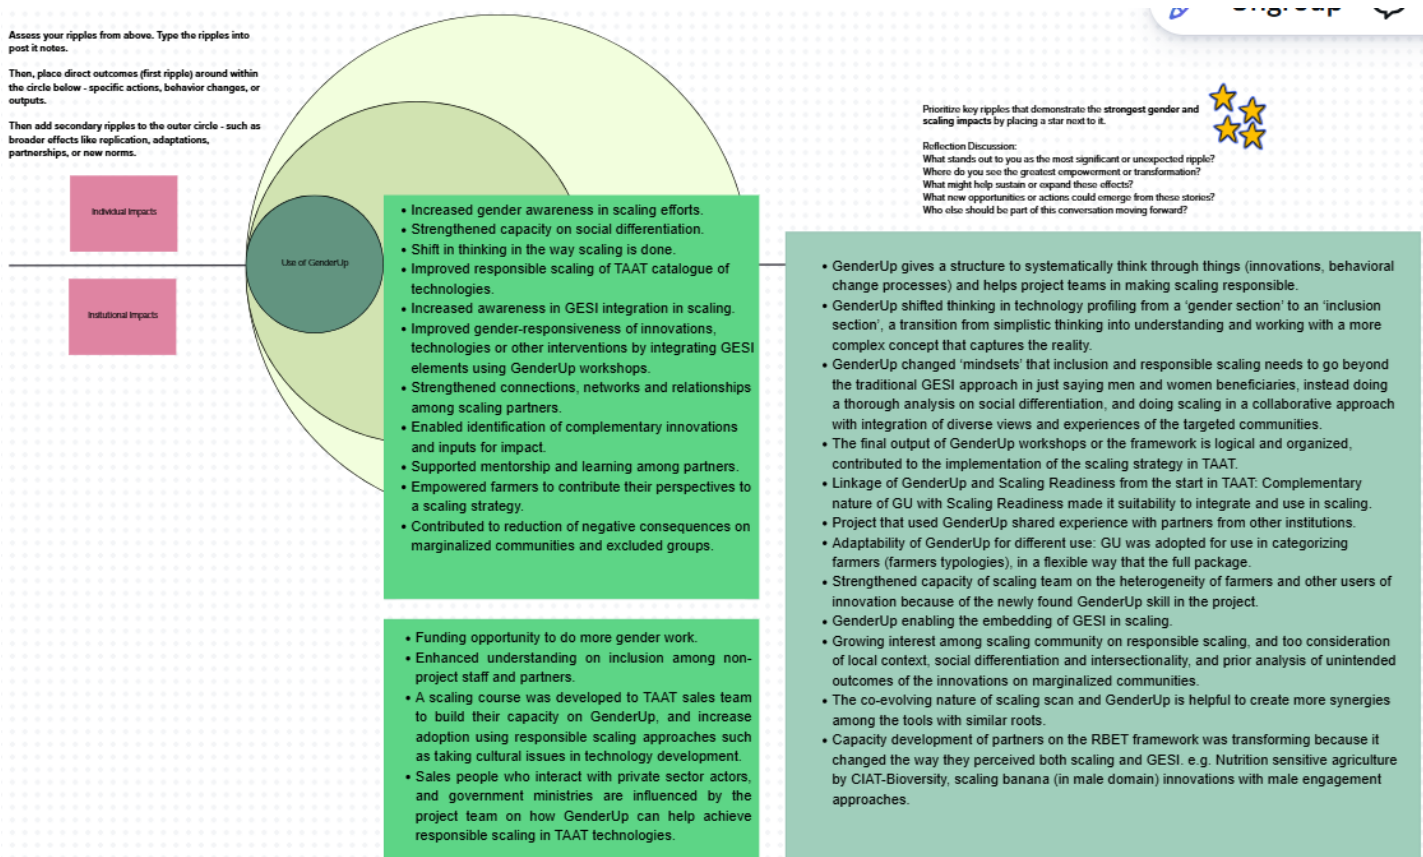 Ungroup
Assess your ripples from above. Type the ripples into
post it notes.
Then, place direct outcomes (first ripple) around within
the circle below - specific actions, behavior changes, or
outputs.
Then add secondary ripples to the outer circle - such as
broader effects like replication, adaptations,
partnerships, or new norms.
Individual Impacts
Insitutional Impacts
Use of GenderUp
Prioritize key ripples that demonstrate the strongest gender and
scaling impacts by placing a star next to it.
Reflection Discussion:
What stands out to you as the most significant or unexpected ripple?
Where do you see the greatest empowerment or transformation?
What might help sustain or expand these effects?
What new opportunities or actions could emerge from these stories?
Who else should be part of this conversation moving forward?
• Increased gender awareness in scaling efforts.
• Strengthened capacity on social differentiation.
• Shift in thinking in the way scaling is done.
• Improved responsible scaling of TAAT catalogue of
technologies.
• Increased awareness in GESI integration in scaling.
• Improved gender-responsiveness of innovations,
technologies or other interventions by integrating GESI
elements using GenderUp workshops.
• Strengthened connections, networks and relationships
among scaling partners.
• Enabled identification of complementary innovations
and inputs for impact.
• Supported mentorship and learning among partners.
• Empowered farmers to contribute their perspectives to
a scaling strategy.
• Contributed to reduction of negative consequences on
marginalized communities and excluded groups.
• Funding opportunity to do more gender work.
• Enhanced understanding on inclusion among non-
project staff and partners.
• A scaling course was developed to TAAT sales team
to build their capacity on GenderUp, and increase
adoption using responsible scaling approaches such
as taking cultural issues in technology development.
• Sales people who interact with private sector actors,
and government ministries are influenced by the
project team on how GenderUp can help achieve
responsible scaling in TAAT technologies.
• GenderUp gives a structure to systematically think through things (innovations, behavioral
change processes) and helps project teams in making scaling responsible.
• GenderUp shifted thinking in technology profiling from a ‘gender section’ to an ‘inclusion
section’, a transition from simplistic thinking into understanding and working with a more
complex concept that captures the reality.
• GenderUp changed ‘mindsets’ that inclusion and responsible scaling needs to go beyond
the traditional GESI approach in just saying men and women beneficiaries, instead doing
a thorough analysis on social differentiation, and doing scaling in a collaborative approach
with integration of diverse views and experiences of the targeted communities.
• The final output of GenderUp workshops or the framework is logical and organized,
contributed to the implementation of the scaling strategy in TAAT.
• Linkage of GenderUp and Scaling Readiness from the start in TAAT: Complementary
nature of GU with Scaling Readiness made it suitability to integrate and use in scaling.
• Project that used GenderUp shared experience with partners from other institutions.
• Adaptability of GenderUp for different use: GU was adopted for use in categorizing
farmers (farmers typologies), in a flexible way that the full package.
• Strengthened capacity of scaling team on the heterogeneity of farmers and other users of
innovation because of the newly found GenderUp skill in the project.
• GenderUp enabling the embedding of GESI in scaling.
• Growing interest among scaling community on responsible scaling, and too consideration
of local context, social differentiation and intersectionality, and prior analysis of unintended
outcomes of the innovations on marginalized communities.
• The co-evolving nature of scaling scan and GenderUp is helpful to create more synergies
among the tools with similar roots.
• Capacity development of partners on the RBET framework was transforming because it
changed the way they perceived both scaling and GESI. e.g. Nutrition sensitive agriculture
by CIAT-Bioversity, scaling banana (in male domain) innovations with male engagement
approaches.